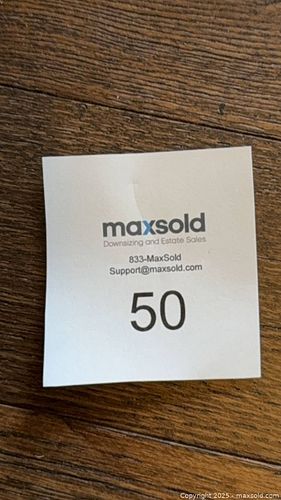 maxsold
Downsizing and Estate Sales
833-MaxSold
Support@maxsold.com
50
Copyright © 2025 - maxsold.com